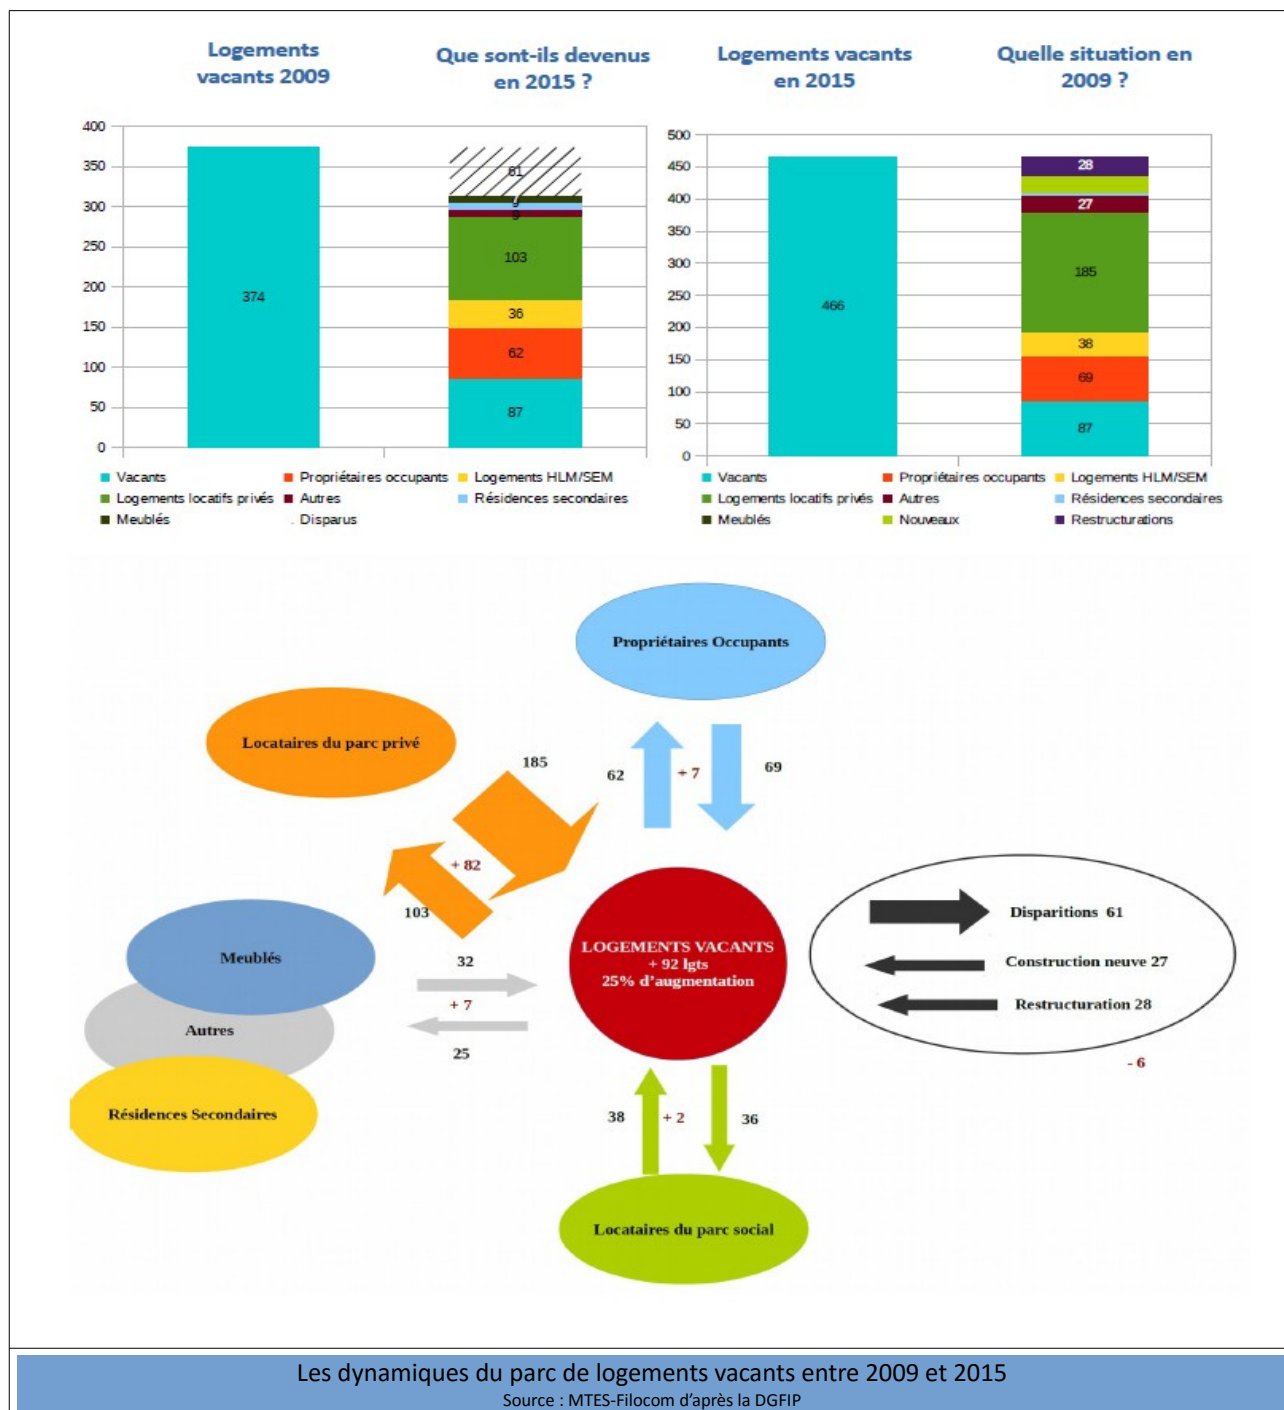 Logements
vacants 2009
Que sont-ils devenus
en 2015 ?
Logements vacants
en 2015
Quelle situation en
2009 ?
400
350
300
250
200
150
100
50
0
374
61
9
103
36
62
87
Vacants
Propriétaires occupants
Logements HLM/SEM
Logements locatifs privés
Autres
Résidences secondaires
Meublés
Disparus
500
450
400
350
300
250
200
150
100
50
0
466
28
27
185
38
69
87
Vacants
Propriétaires occupants
Logements HLM/SEM
Logements locatifs privés
Autres
Résidences secondaires
Meublés
Nouveaux
Restructurations
Propriétaires Occupants
Locataires du parc privé
185
62
+ 7
69
+ 82
103
Meublés
Autres
Résidences Secondaires
32
+ 7
25
LOGEMENTS VACANTS
+ 92 lgts
25% d’augmentation
Disparitions 61
Construction neuve 27
Restructuration 28
- 6
38
+ 2
36
Locataires du parc social
Les dynamiques du parc de logements vacants entre 2009 et 2015
Source : MTES-Filocom d’après la DGFIP